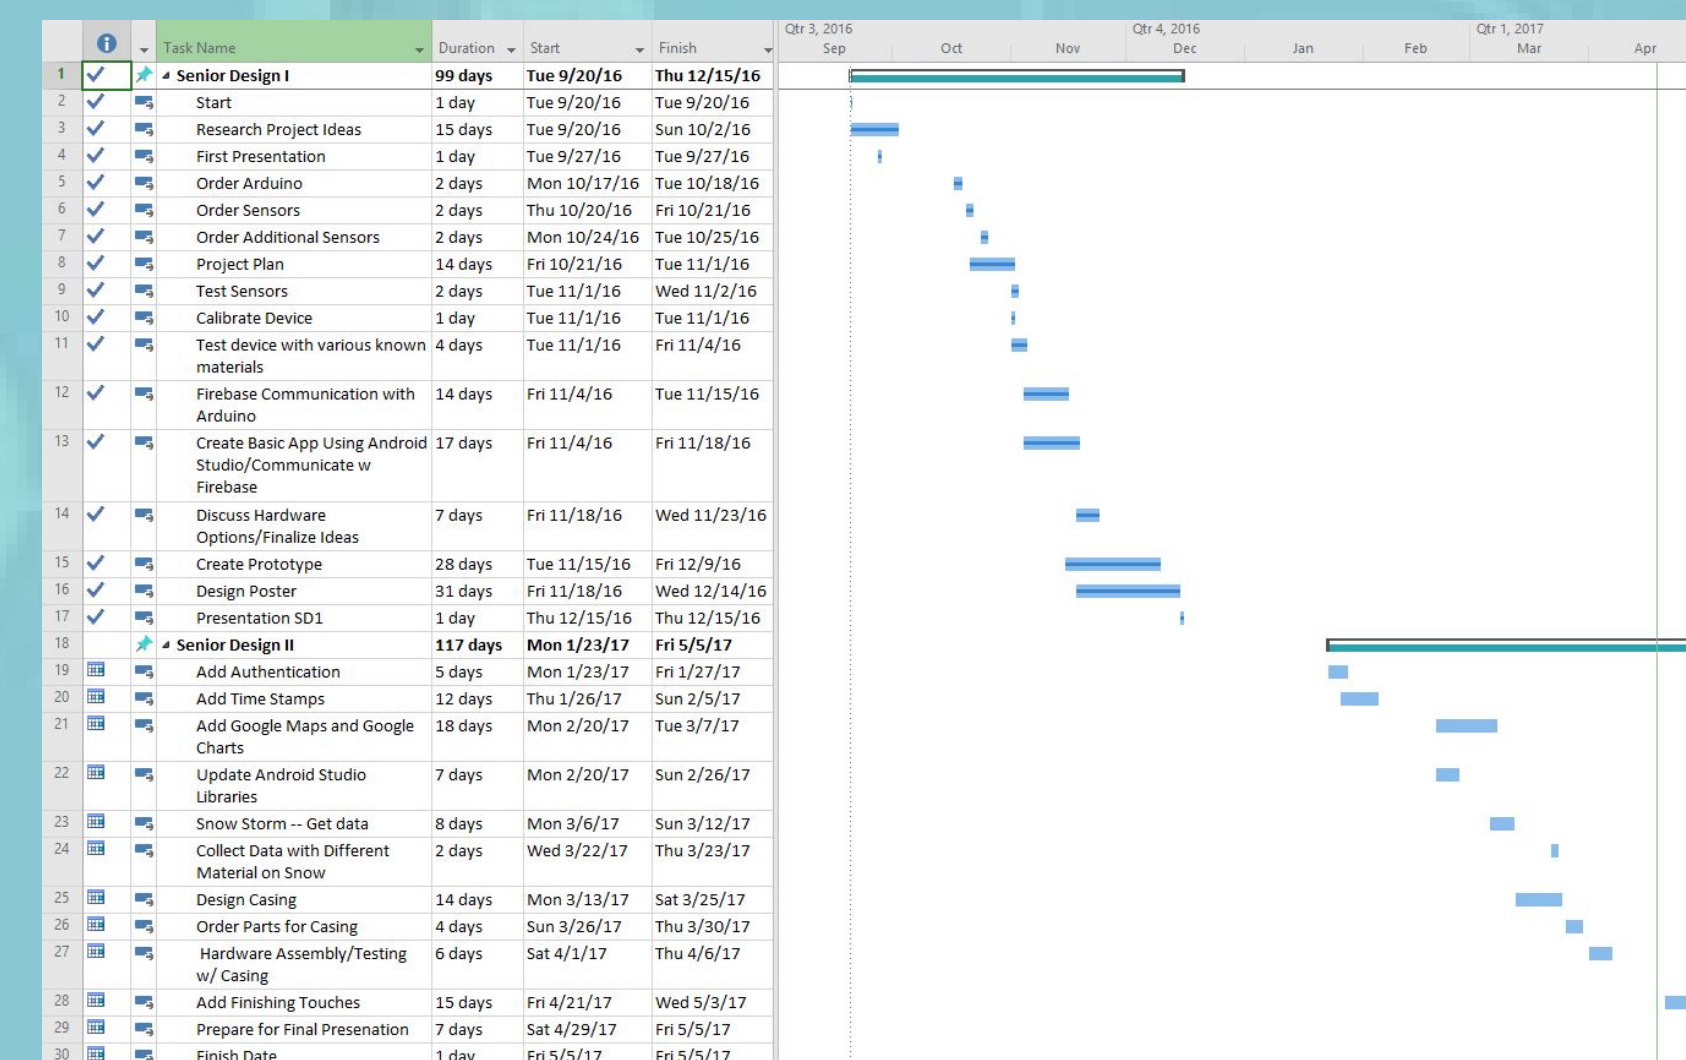 Qtr 3, 2016 Qtr 4, 2016 Qtr 1, 2017
Task Name Duration Start Finish Sep Oct Nov Dec Jan Feb Mar Apr
1 Senior Design I 99 days Tue 9/20/16 Thu 12/15/16
2 Start 1 day Tue 9/20/16 Tue 9/20/16
3 Research Project Ideas 15 days Tue 9/20/16 Sun 10/2/16
4 First Presentation 1 day Tue 9/27/16 Tue 9/27/16
5 Order Arduino 2 days Mon 10/17/16 Tue 10/18/16
6 Order Sensors 2 days Thu 10/20/16 Fri 10/21/16
7 Order Additional Sensors 2 days Mon 10/24/16 Tue 10/25/16
8 Project Plan 14 days Fri 10/21/16 Tue 11/1/16
9 Test Sensors 2 days Tue 11/1/16 Wed 11/2/16
10 Calibrate Device 1 day Tue 11/1/16 Tue 11/1/16
11 Test device with various known 4 days Tue 11/1/16 Fri 11/4/16
materials
12 Firebase Communication with 14 days Fri 11/4/16 Tue 11/15/16
Arduino
13 Create Basic App Using Android 17 days Fri 11/4/16 Fri 11/18/16
Studio/Communicate w
Firebase
14 Discuss Hardware 7 days Fri 11/18/16 Wed 11/23/16
Options/Finalize Ideas
15 Create Prototype 28 days Tue 11/15/16 Fri 12/9/16
16 Design Poster 31 days Fri 11/18/16 Wed 12/14/16
17 Presentation SD1 1 day Thu 12/15/16 Thu 12/15/16
18 Senior Design II 117 days Mon 1/23/17 Fri 5/5/17
19 Add Authentication 5 days Mon 1/23/17 Fri 1/27/17
20 Add Time Stamps 12 days Thu 1/26/17 Sun 2/5/17
21 Add Google Maps and Google 18 days Mon 2/20/17 Tue 3/7/17
Charts
22 Update Android Studio 7 days Mon 2/20/17 Sun 2/26/17
Libraries
23 Snow Storm -- Get data 8 days Mon 3/6/17 Sun 3/12/17
24 Collect Data with Different 2 days Wed 3/22/17 Thu 3/23/17
Material on Snow
25 Design Casing 14 days Mon 3/13/17 Sat 3/25/17
26 Order Parts for Casing 4 days Sun 3/26/17 Thu 3/30/17
27 Hardware Assembly/Testing 6 days Sat 4/1/17 Thu 4/6/17
w/ Casing
28 Add Finishing Touches 15 days Fri 4/21/17 Wed 5/3/17
29 Prepare for Final Presenation 7 days Sat 4/29/17 Fri 5/5/17
30 Finish Date 1 day Fri 5/5/17 Fri 5/5/17